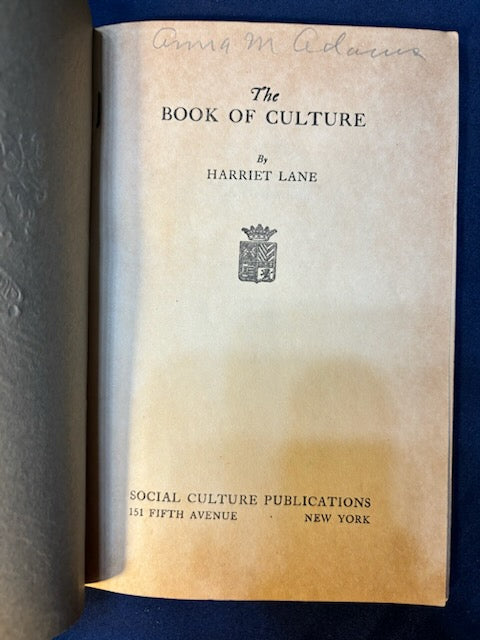 Anna M Adams
The
BOOK OF CULTURE
By
HARRIET LANE
SOCIAL CULTURE PUBLICATIONS
151 FIFTH AVENUE · NEW YORK